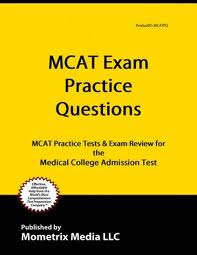 MCAT Exam
Practice
Questions
MCAT Practice Tests & Exam Review for
the
Medical College Admission Test
Published by
Mometrix Media LLC